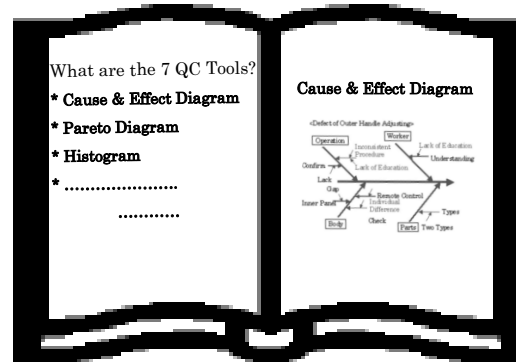 What are the 7 QC Tools?
* Cause & Effect Diagram
* Pareto Diagram
* Histogram
* .......................
............
Cause & Effect Diagram
<Defect of Outer Handle Adjusting>
Operation
Worker
Inconsistent
Procedure
Lack of Education
Understanding
Confirm
Lack of Education
Lack
Gap
Remote Control
Inner Panel
Individual
Difference
Types
Body
Check
Parts
Two Types